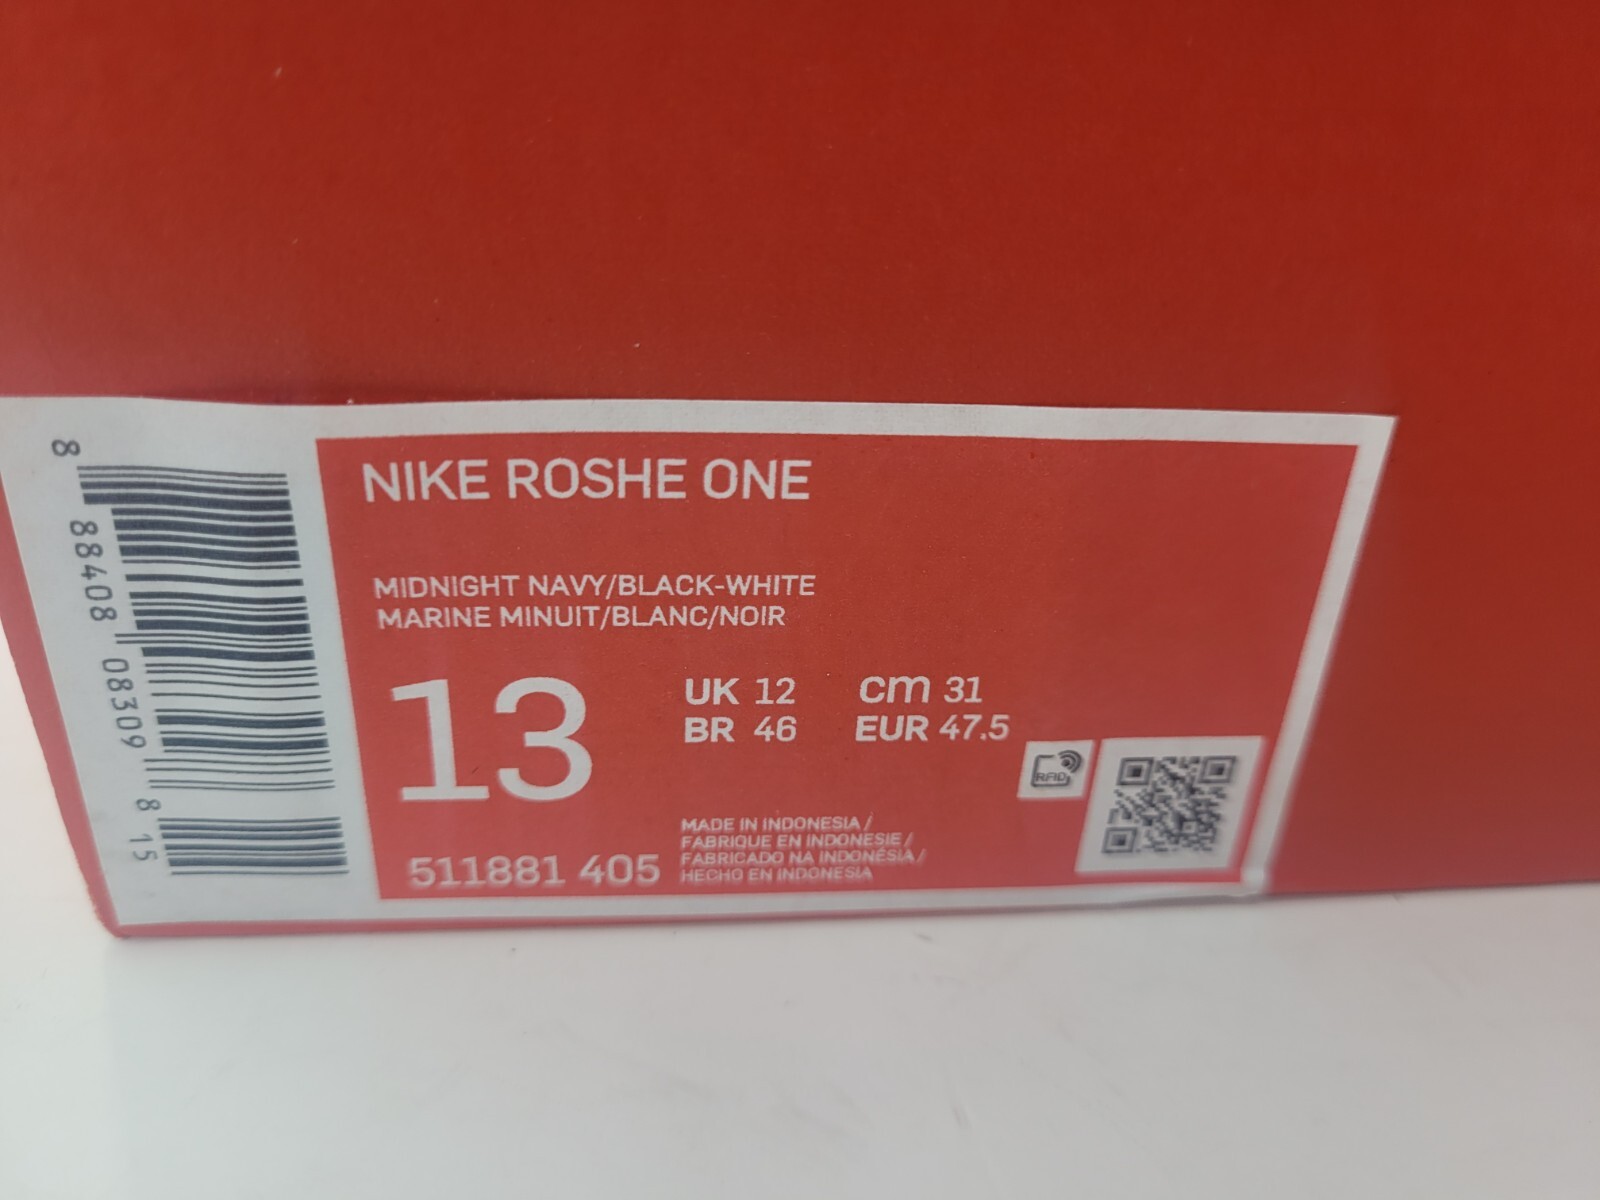 NIKE ROSHE ONE
MIDNIGHT NAVY/BLACK-WHITE
MARINE MINUIT/BLANC/NOIR
13
UK 12 cm 31
BR 46 EUR 47.5
RFID
511881 405
MADE IN INDONESIA /
FABRIQUE EN INDONESIE /
FABRICADO NA INDONÉSIA /
HECHO EN INDONESIA
8 88408 08309 8 15